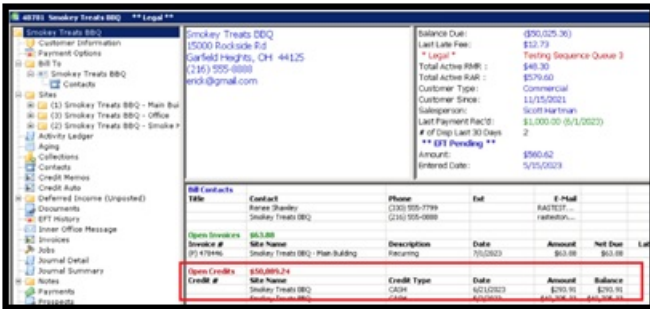 48781 Smokey Treats BBQ ** Legal **
Smokey Treats BBQ
Customer Information
Payment Options
Bill To
Smokey Treats BBQ
Contacts
Sites
(1) Smokey Treats BBQ - Main Bui
(3) Smokey Treats BBQ - Office
(2) Smokey Treats BBQ - Smoke H
Activity Ledger
Aging
Collections
Contacts
Credit Memos
Credit Auto
Deferred Income (Unposted)
Documents
EFT History
Inner Office Message
Invoices
Jobs
Journal Detail
Journal Summary
Notes
Payments
Prospects
Smokey Treats BBQ
15000 Rockside Rd
Garfield Heights, OH 44125
(216) 555-8888
erick@gmail.com
Balance Due: ($50,025.36)
Last Late Fee: $12.73
* Legal * Testing Sequence Queue 3
Total Active RMR : $48.30
Total Active RAR : $579.60
Customer Type: Commercial
Customer Since: 11/15/2021
Salesperson: Scott Hartman
Last Payment Rec'd: $1,000.00 (6/1/2023)
# of Disp Last 30 Days 2
** EFT Pending **
Amount: $560.62
Entered Date: 5/15/2023
Bill Contacts
Title Contact Phone Ext E-Mail
Renee Shawley (330) 555-7799 RASTEST...
Smokey Treats BBQ (216) 555-8888
Open Invoices $63.88
Invoice # Site Name Description Date Amount Net Due Lat
(P) 478446 Smokey Treats BBQ - Main Building Recurring 7/1/2023 $63.88 $63.88
Open Credits $50,089.24
Credit # Site Name Credit Type Date Amount Balance
Smokey Treats BBQ CASH 6/21/2023 $293.91 $293.91